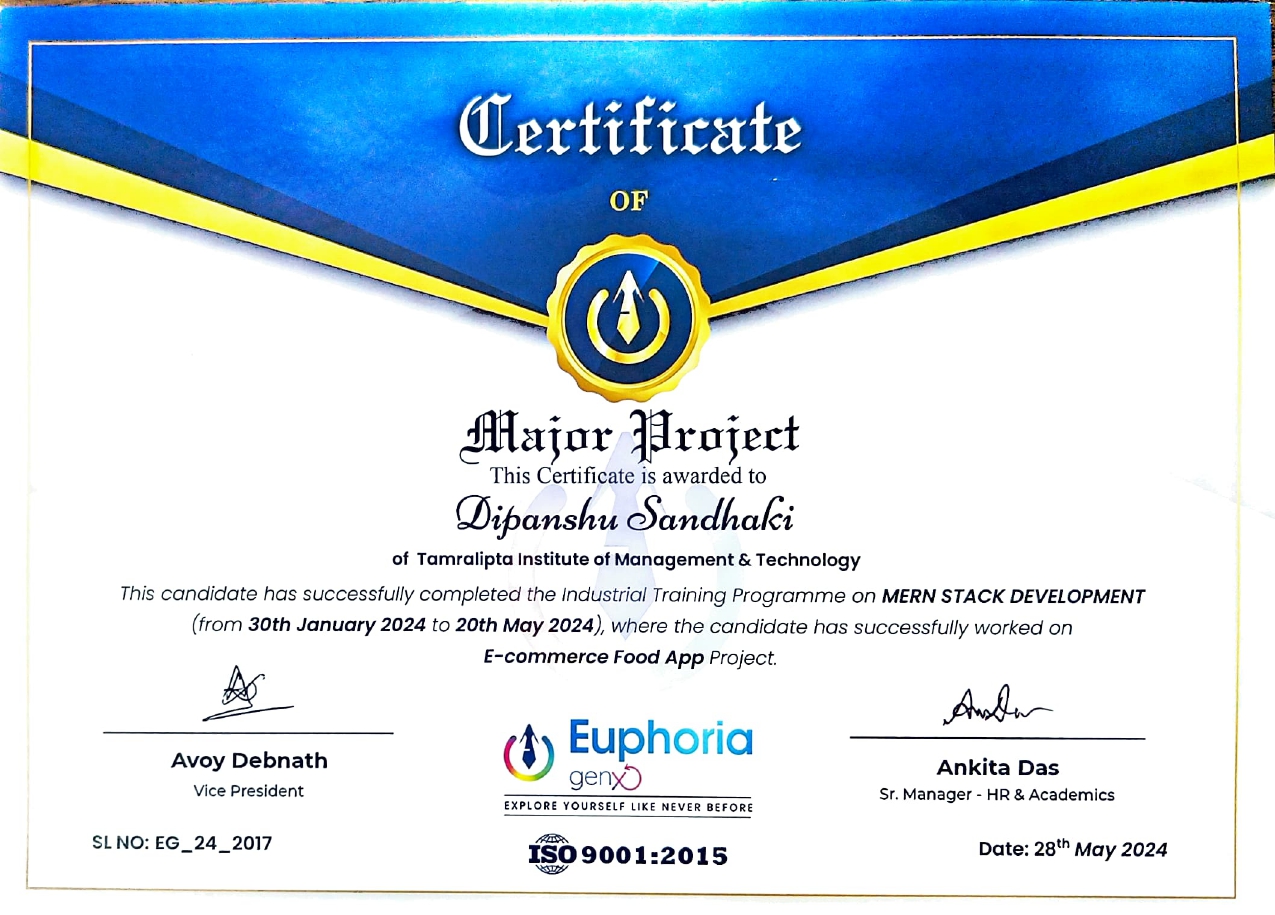 Certificate
OF
Major Project
This Certificate is awarded to
Dipanshu Sandhaki
of Tamralipta Institute of Management & Technology
This candidate has successfully completed the Industrial Training Programme on MERN STACK DEVELOPMENT
(from 30th January 2024 to 20th May 2024), where the candidate has successfully worked on
E-commerce Food App Project.
Avoy Debnath
Vice President
Euphoria
genx
EXPLORE YOURSELF LIKE NEVER BEFORE
Ankita Das
Sr. Manager - HR & Academics
SL NO: EG_24_2017
ISO 9001:2015
Date: 28th May 2024